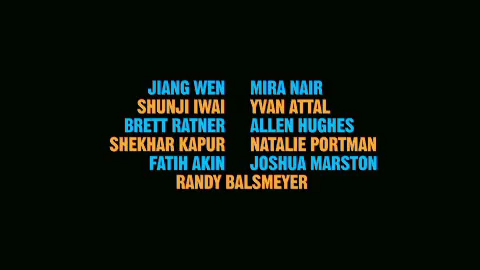 JIANG WEN MIRA NAIR
SHUNJI IWAI YVAN ATTAL
BRETT RATNER ALLEN HUGHES
SHEKHAR KAPUR NATALIE PORTMAN
FATIH AKIN JOSHUA MARSTON
RANDY BALSMEYER